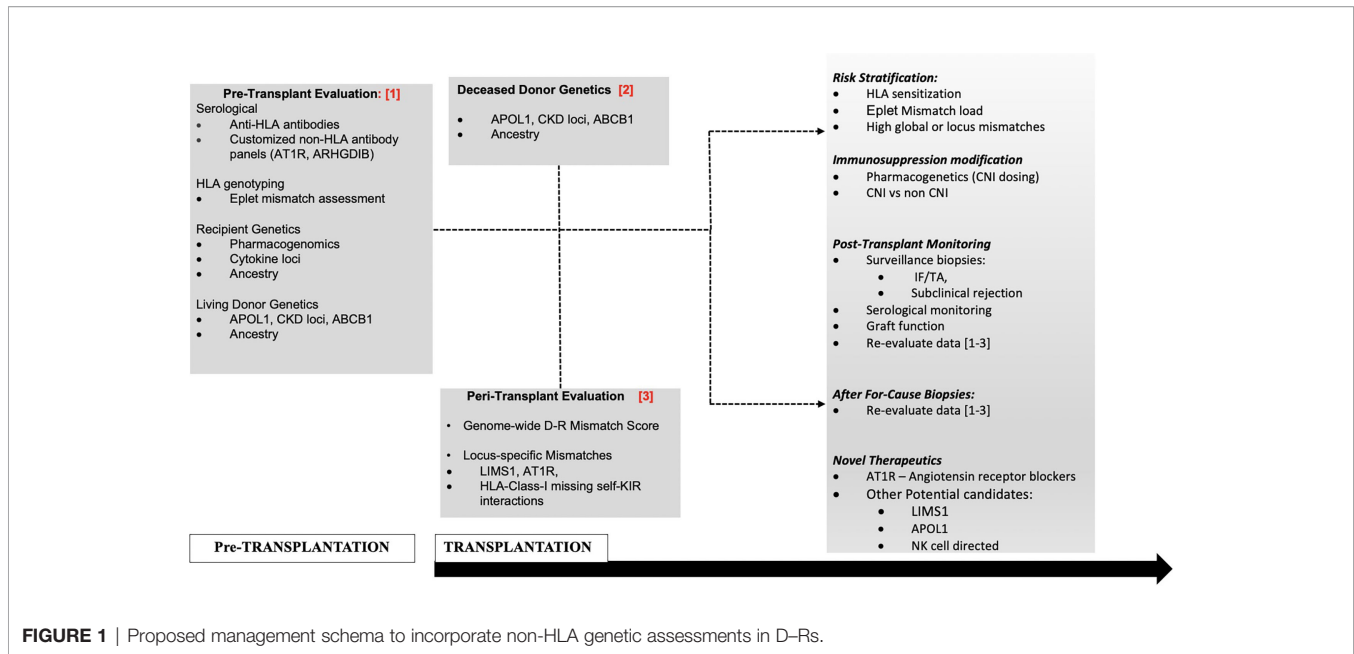 Pre-Transplant Evaluation: [1]
Serological
• Anti-HLA antibodies
• Customized non-HLA antibody
panels (AT1R, ARHGDIB)
HLA genotyping
• Eplet mismatch assessment
Recipient Genetics
• Pharmacogenomics
• Cytokine loci
• Ancestry
Living Donor Genetics
• APOL1, CKD loci, ABCB1
• Ancestry
Deceased Donor Genetics [2]
• APOL1, CKD loci, ABCB1
• Ancestry
Peri-Transplant Evaluation [3]
• Genome-wide D-R Mismatch Score
• Locus-specific Mismatches
• LIMS1, AT1R,
• HLA-Class-I missing self-KIR
interactions
Risk Stratification:
• HLA sensitization
• Eplet Mismatch load
• High global or locus mismatches
Immunosuppression modification
• Pharmacogenetics (CNI dosing)
• CNI vs non CNI
Post-Transplant Monitoring
• Surveillance biopsies:
• IF/TA,
• Subclinical rejection
• Serological monitoring
• Graft function
• Re-evaluate data [1-3]
After For-Cause Biopsies:
• Re-evaluate data [1-3]
Novel Therapeutics
• AT1R – Angiotensin receptor blockers
• Other Potential candidates:
• LIMS1
• APOL1
• NK cell directed
Pre-TRANSPLANTATION
TRANSPLANTATION
FIGURE 1 | Proposed management schema to incorporate non-HLA genetic assessments in D–Rs.